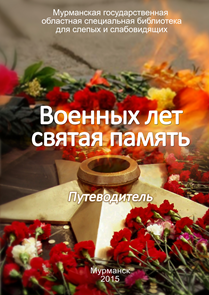 Мурманская государственная
областная специальная библиотека
для слепых и слабовидящих
Военных лет
святая память
Путеводитель
Мурманск
2015